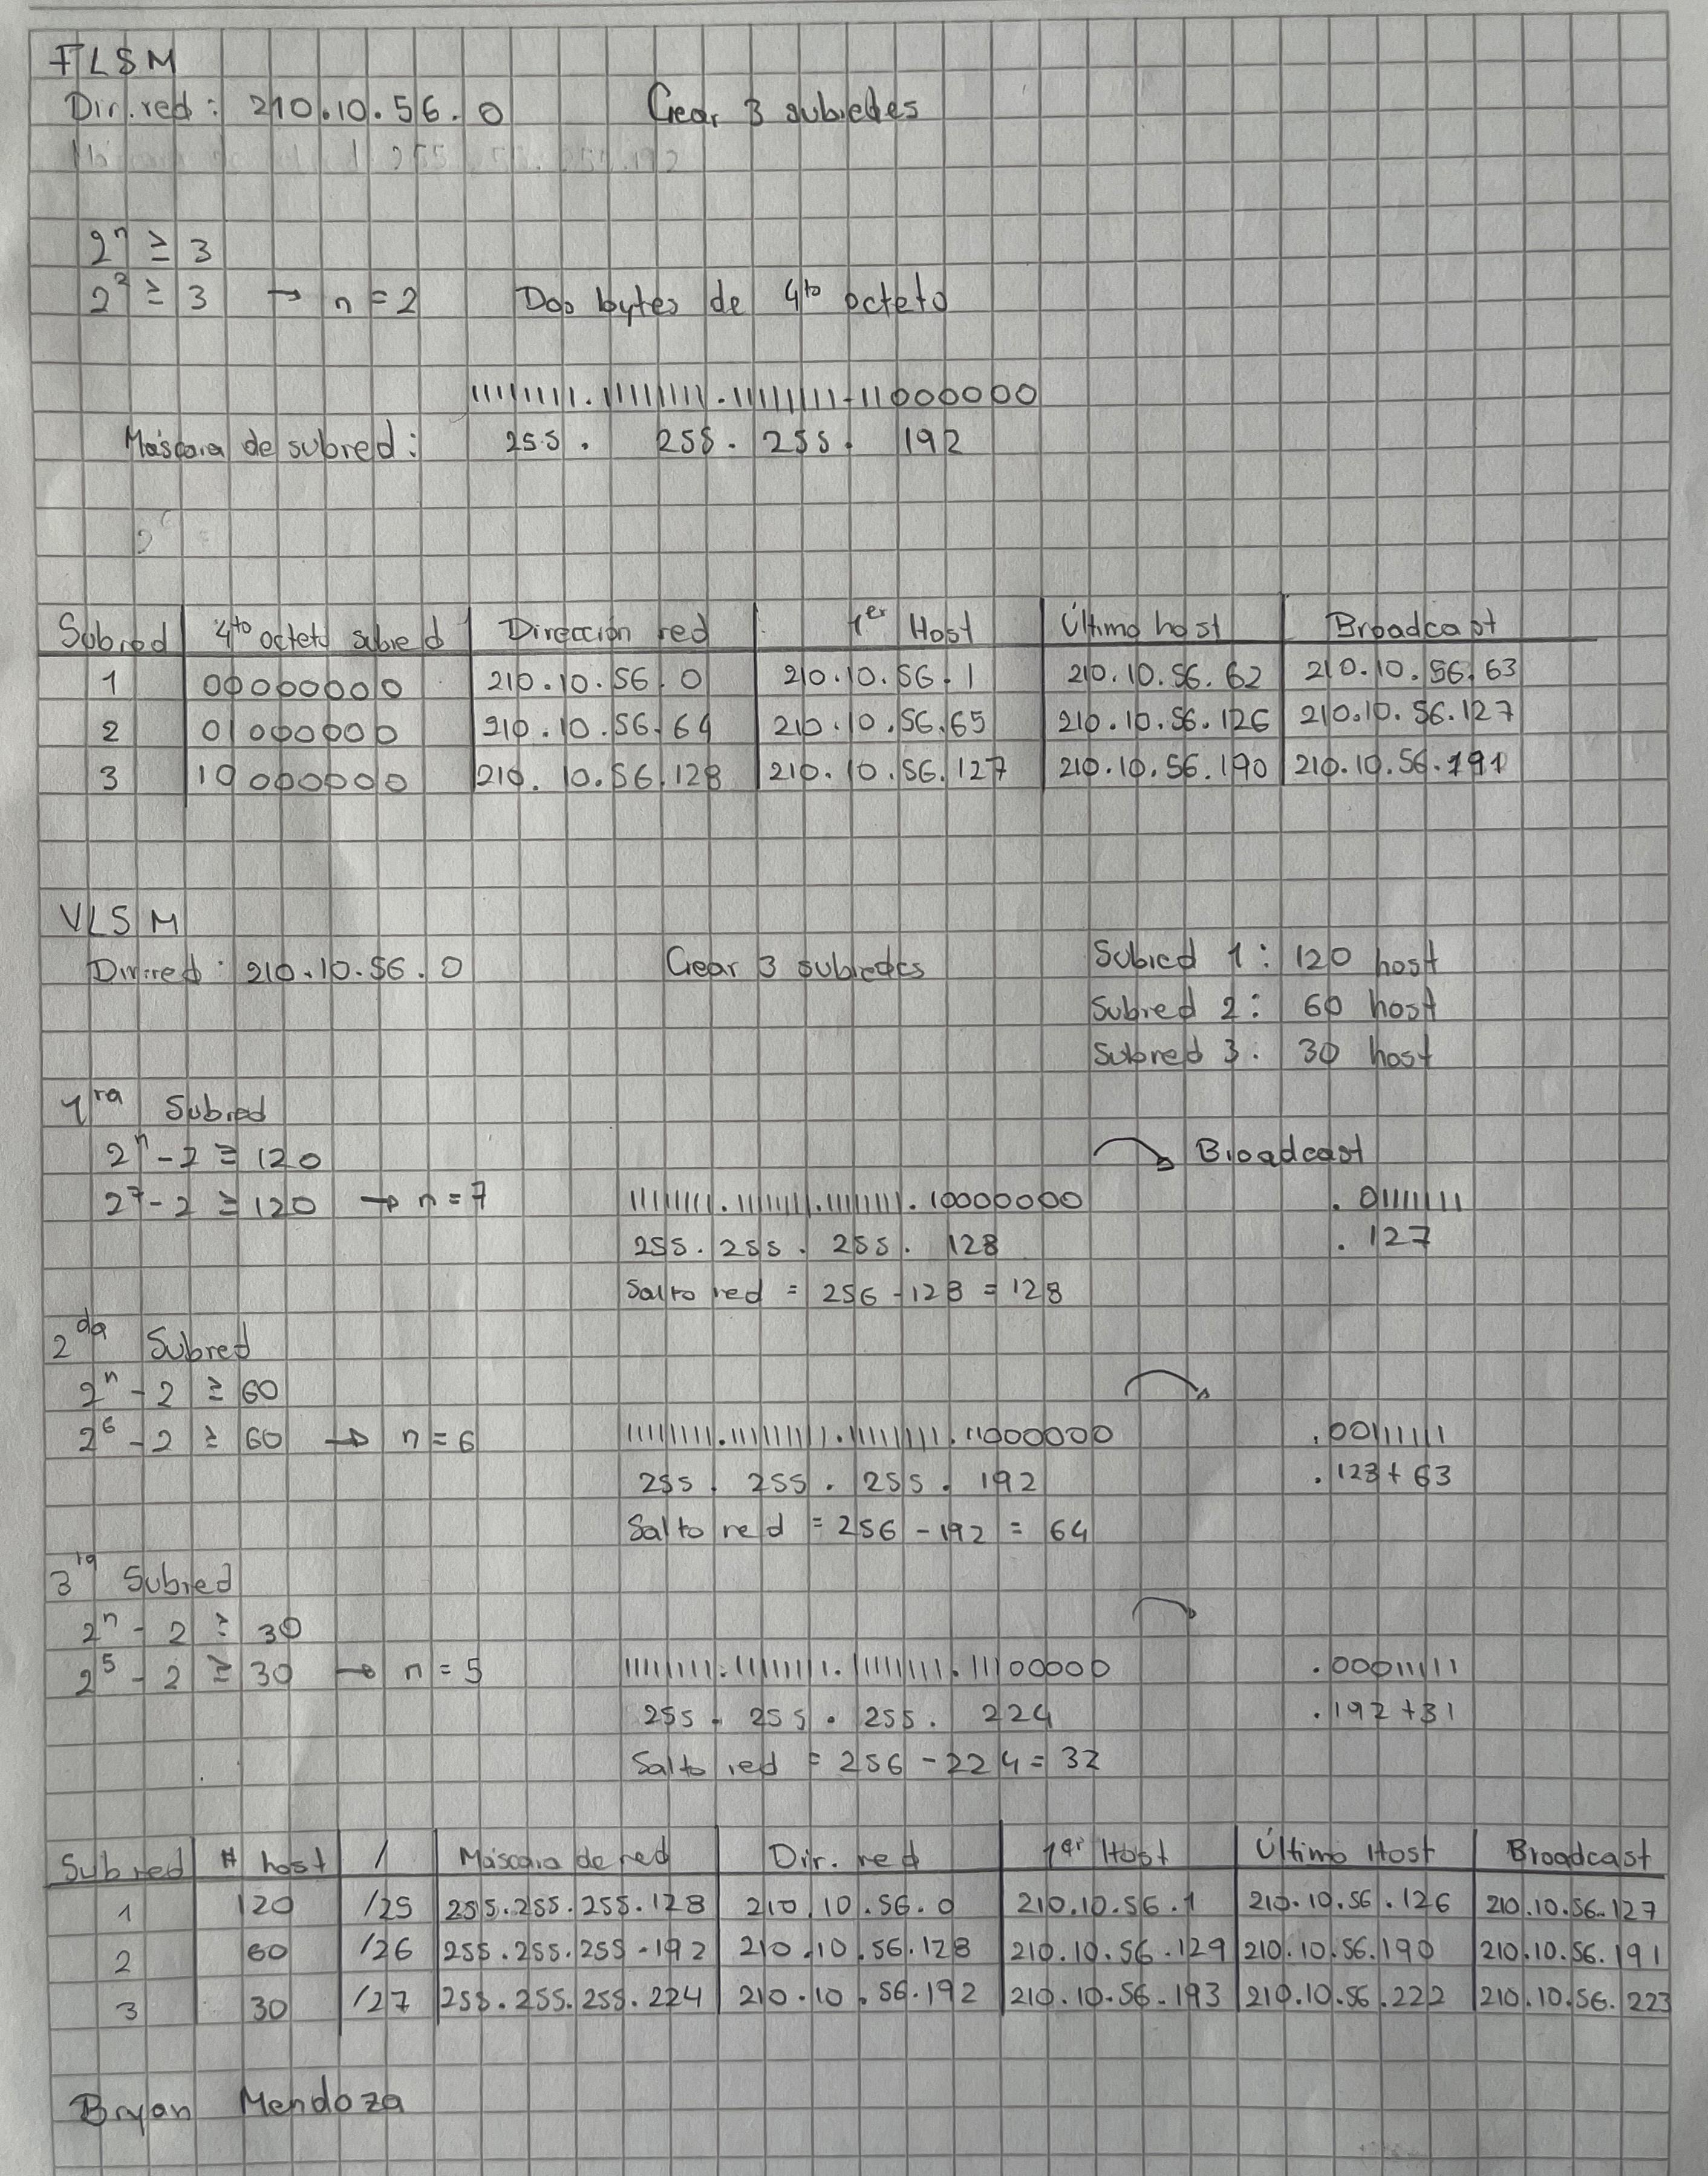 FLSM
Dir.red: 210.10.56.0 Crear 3 subredes
2^n ≥ 3
2^2 ≥ 3 → n = 2 Dos bytes de 4to octeto
11111111.11111111.11111111.11000000
Máscara de subred: 255. 255. 255. 192
Subred 4to octeto subred Dirección red 1er Host Último host Broadcast
1 00000000 210.10.56.0 210.10.56.1 210.10.56.62 210.10.56.63
2 01000000 210.10.56.64 210.10.56.65 210.10.56.126 210.10.56.127
3 10000000 210.10.56.128 210.10.56.127 210.10.56.190 210.10.56.191
VLSM
Dir.red: 210.10.56.0 Crear 3 subredes Subred 1: 120 host
Subred 2: 60 host
Subred 3: 30 host
1ra Subred
2^n - 2 ≥ 120 Broadcast
2^7 - 2 ≥ 120 → n = 7 11111111.11111111.11111111.10000000 .01111111
255.255.255.128 .127
Salto red = 256 - 128 = 128
2da Subred
2^n - 2 ≥ 60
2^6 - 2 ≥ 60 → n = 6 11111111.11111111.11111111.11000000 .00111111
255.255.255.192 .128 + 63
Salto red = 256 - 192 = 64
3ra Subred
2^n - 2 ≥ 30
2^5 - 2 ≥ 30 → n = 5 11111111.11111111.11111111.11100000 .00011111
255.255.255.224 .192 + 31
Salto red = 256 - 224 = 32
Subred # host / Máscara de red Dir. red 1er Host Último Host Broadcast
1 120 /25 255.255.255.128 210.10.56.0 210.10.56.1 210.10.56.126 210.10.56.127
2 60 /26 255.255.255.192 210.10.56.128 210.10.56.129 210.10.56.190 210.10.56.191
3 30 /27 255.255.255.224 210.10.56.192 210.10.56.193 210.10.56.222 210.10.56.223
Bryan Mendoza